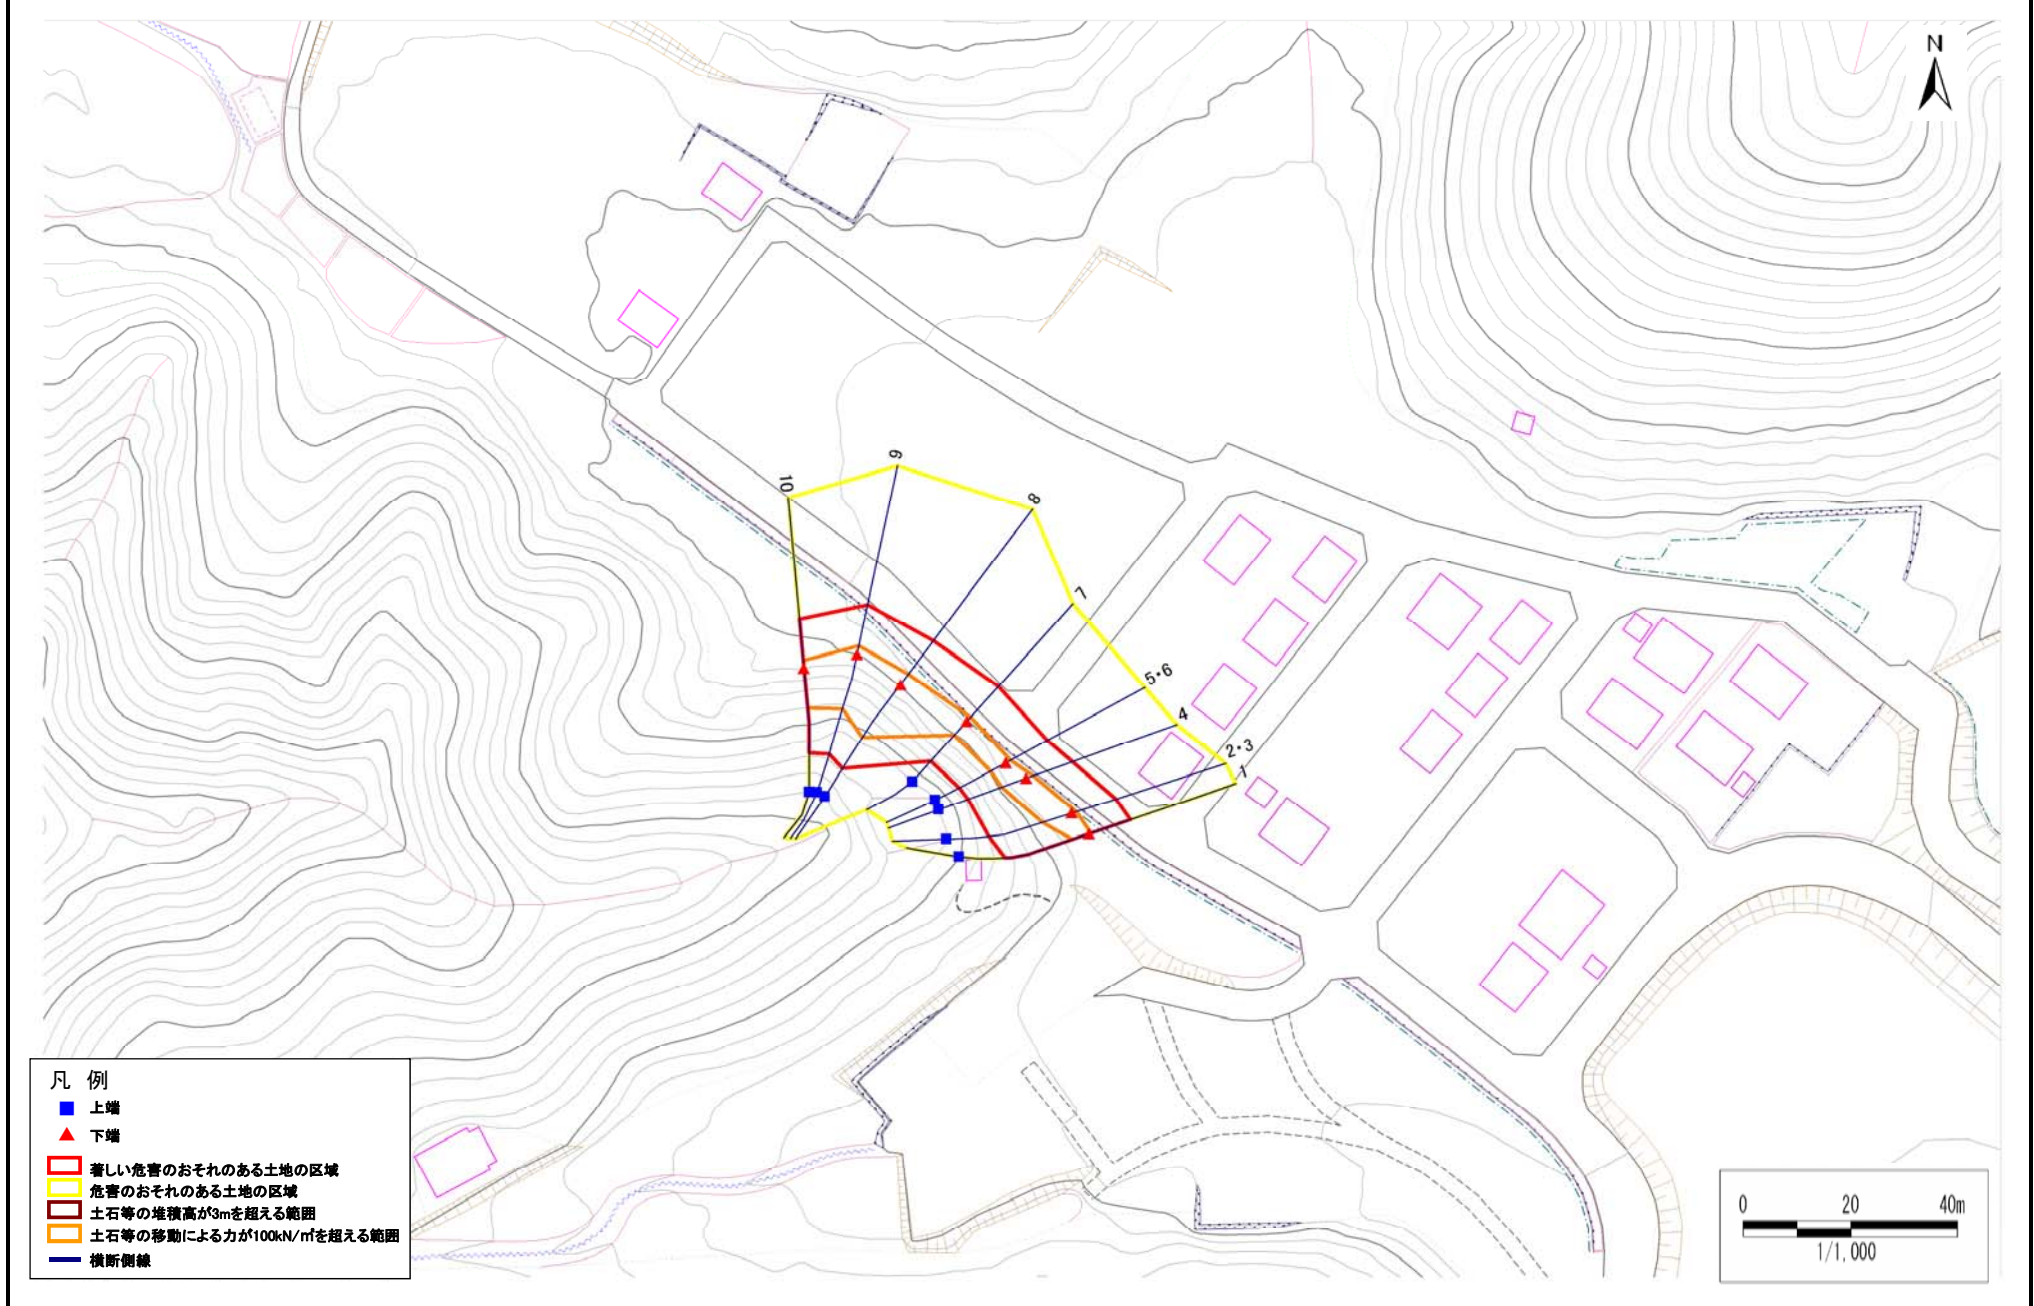 N
9
10
8
7
5・6
4
2・3
1
凡 例
上端
下端
著しい危害のおそれのある土地の区域
危害のおそれのある土地の区域
土石等の堆積高が3mを超える範囲
土石等の移動による力が100kN/㎡を超える範囲
横断側線
0 20 40m
1/1,000